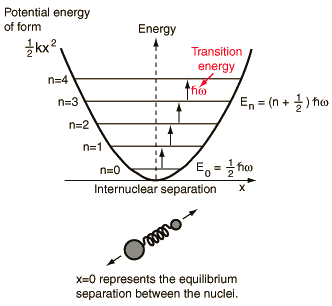 Potential energy
of form
½kx²
Energy
Transition
energy
n=4
ħω
n=3
Eₙ = (n + ½) ħω
n=2
n=1
n=0
E₀ = ½ħω
Internuclear separation
x
x=0 represents the equilibrium
separation between the nuclei.